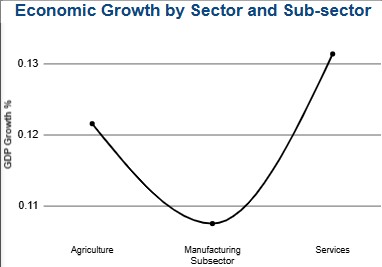 Economic Growth by Sector and Sub-sector
GDP Growth %
0.13
0.12
0.11
Agriculture
Manufacturing
Subsector
Services